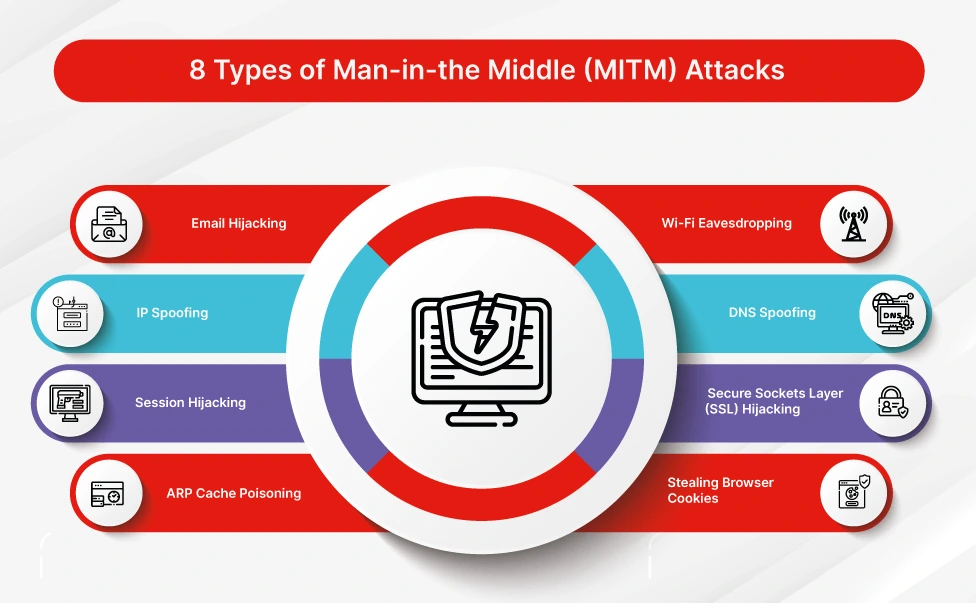 8 Types of Man-in-the Middle (MITM) Attacks
Email Hijacking
IP Spoofing
Session Hijacking
ARP Cache Poisoning
Wi-Fi Eavesdropping
DNS Spoofing
DNS
Secure Sockets Layer
(SSL) Hijacking
Stealing Browser
Cookies